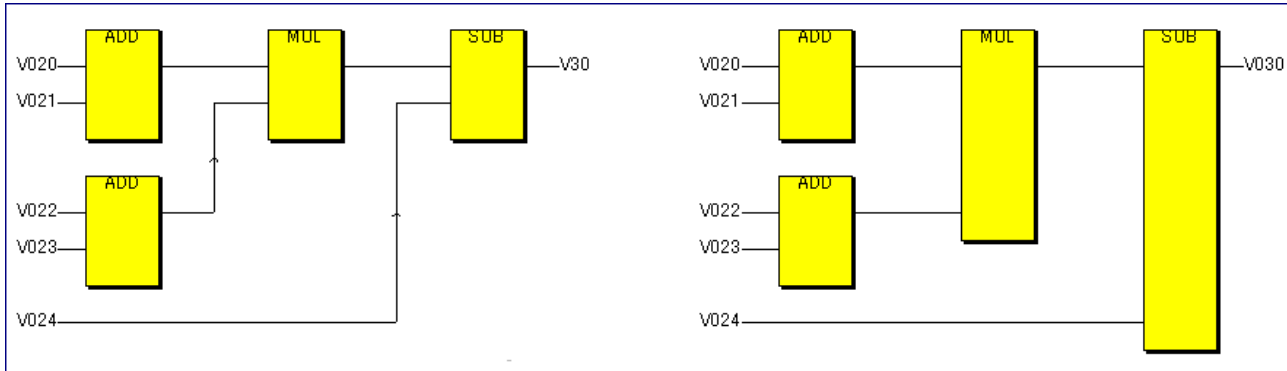 ADD MUL SUB ADD MUL SUB
V020 V30 V020 V030
V021 V021
ADD ADD
V022 V022
V023 V023
V024 V024